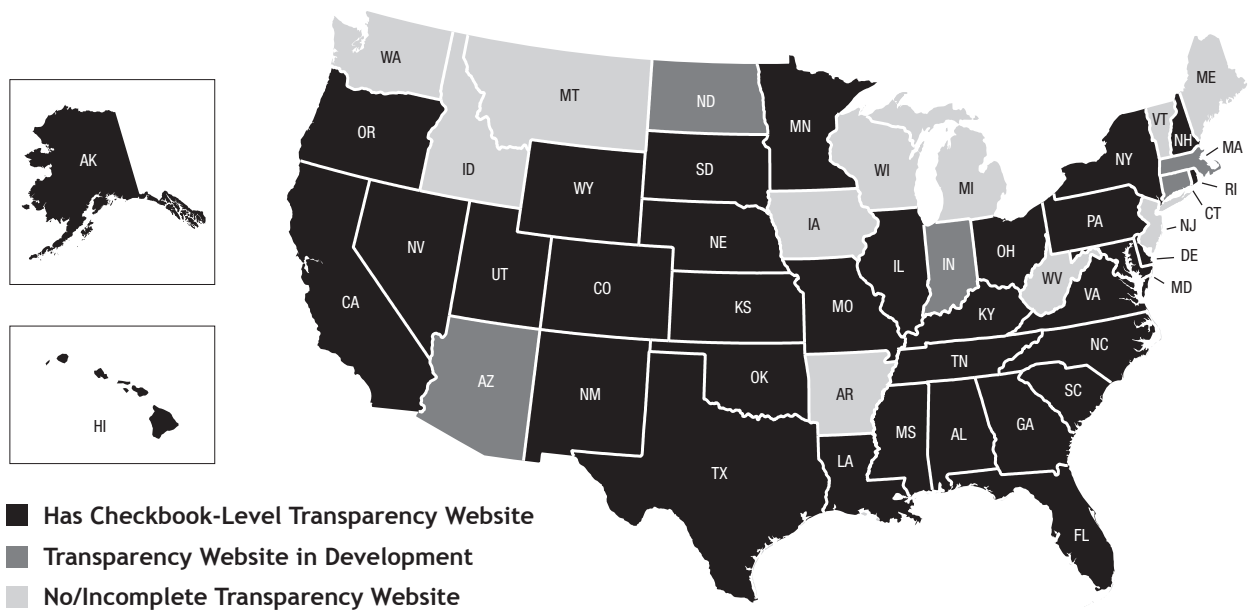 WA
MT
ND
MN
ME
VT
NH
MA
OR
ID
WY
SD
WI
MI
NY
RI
CT
AK
NV
UT
CO
NE
IA
IL
IN
OH
PA
NJ
DE
MD
WV
VA
CA
KS
MO
KY
NC
TN
AZ
NM
OK
AR
SC
HI
TX
LA
MS
AL
GA
FL
Has Checkbook-Level Transparency Website
Transparency Website in Development
No/Incomplete Transparency Website